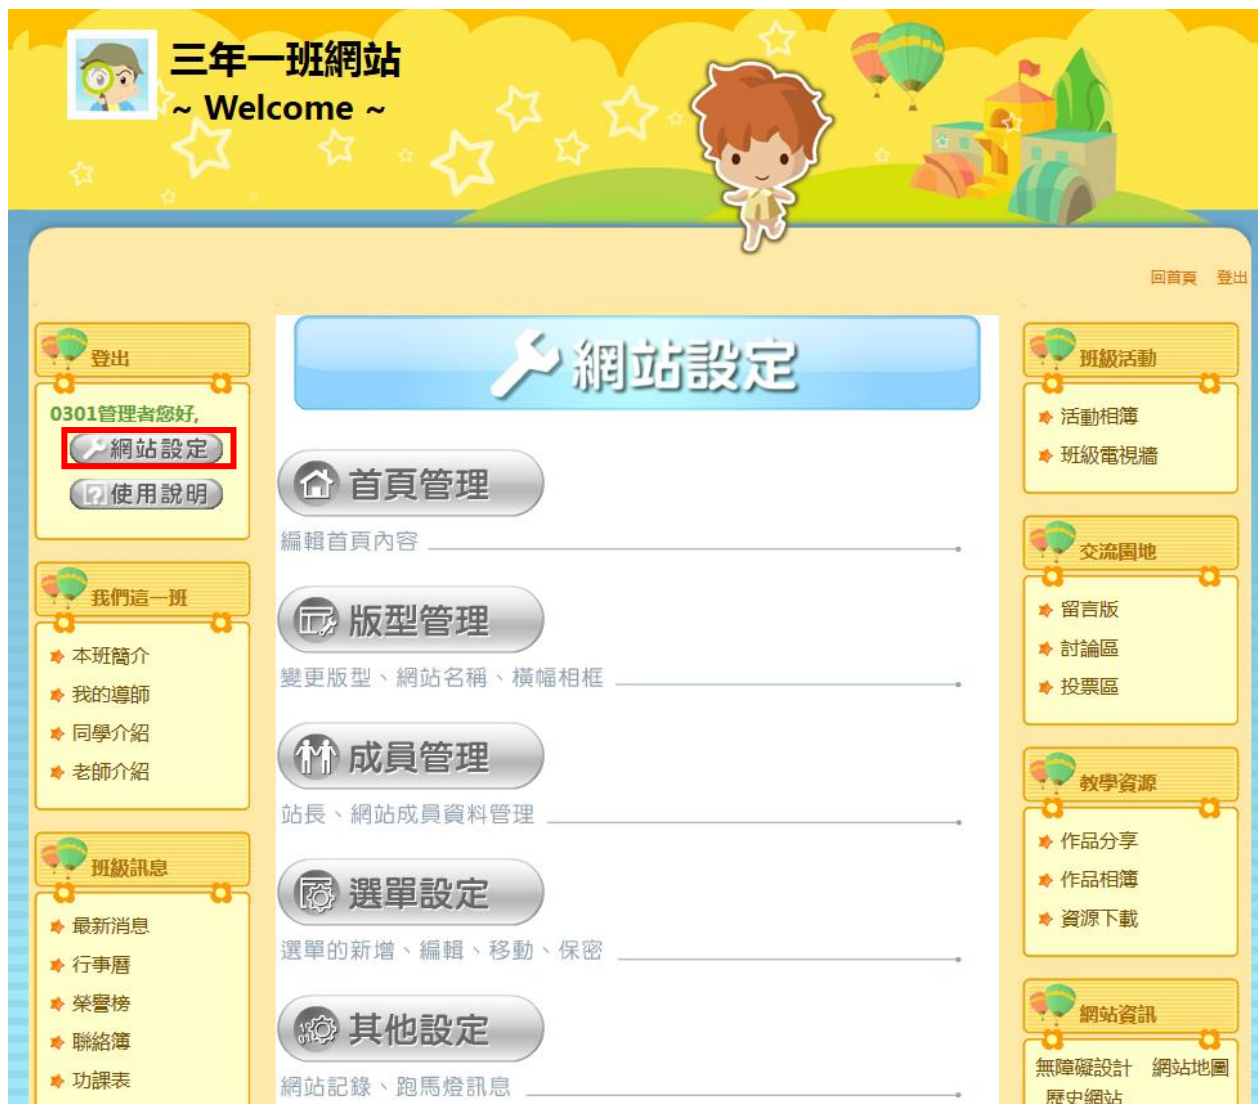 三年一班網站
~ Welcome ~
回首頁 登出
登出
0301管理者您好,
網站設定
使用說明
我們這一班
本班簡介
我的導師
同學介紹
老師介紹
班級訊息
最新消息
行事曆
榮譽榜
聯絡簿
功課表
網站設定
首頁管理
編輯首頁內容
版型管理
變更版型、網站名稱、橫幅相框
成員管理
站長、網站成員資料管理
選單設定
選單的新增、編輯、移動、保密
其他設定
網站記錄、跑馬燈訊息
班級活動
活動相簿
班級電視牆
交流園地
留言版
討論區
投票區
教學資源
作品分享
作品相簿
資源下載
網站資訊
無障礙設計 網站地圖
歷史網站